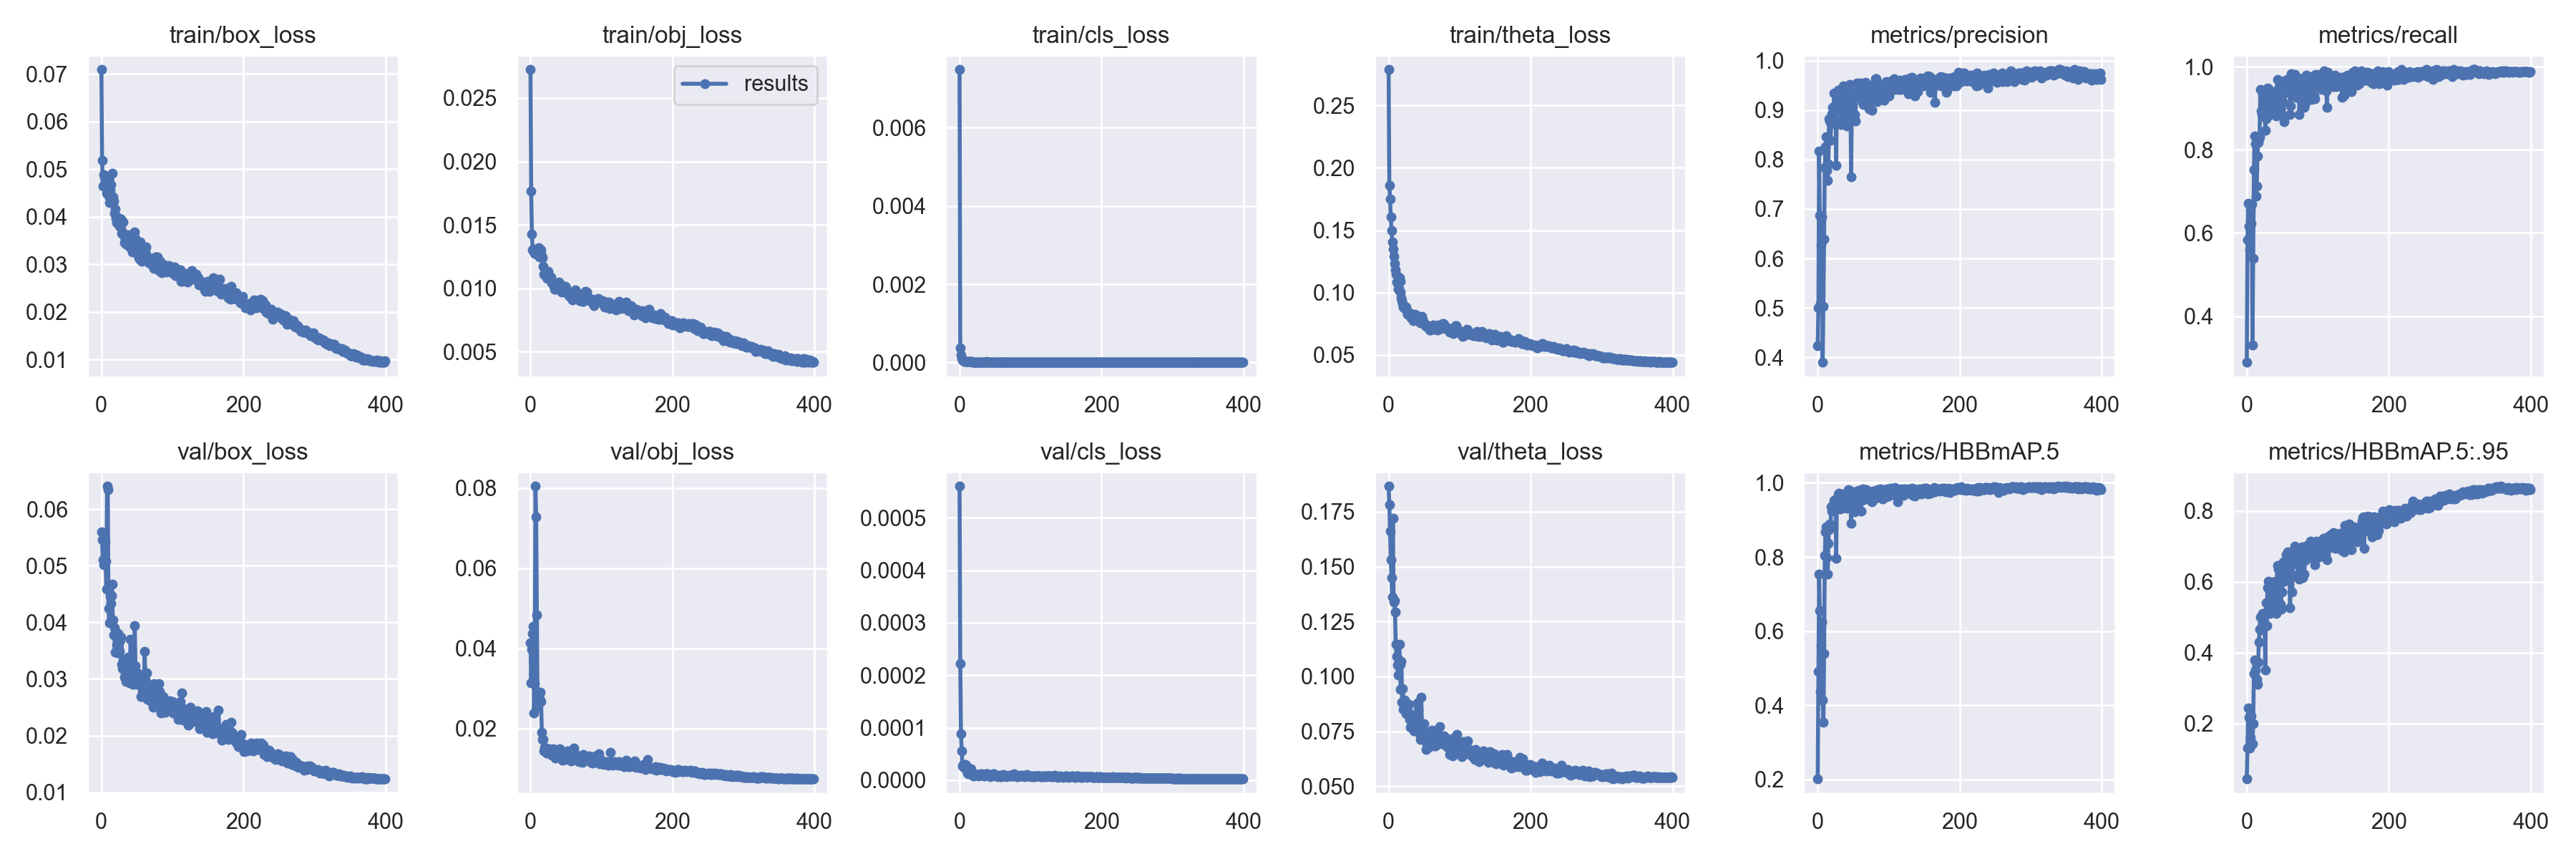 train/box_loss
0.07
0.06
0.05
0.04
0.03
0.02
0.01
0 200 400
train/obj_loss
results
0.025
0.020
0.015
0.010
0.005
0 200 400
train/cls_loss
0.006
0.004
0.002
0.000
0 200 400
train/theta_loss
0.25
0.20
0.15
0.10
0.05
0 200 400
metrics/precision
1.0
0.9
0.8
0.7
0.6
0.5
0.4
0 200 400
metrics/recall
1.0
0.8
0.6
0.4
0 200 400
val/box_loss
0.06
0.05
0.04
0.03
0.02
0.01
0 200 400
val/obj_loss
0.08
0.06
0.04
0.02
0 200 400
val/cls_loss
0.0005
0.0004
0.0003
0.0002
0.0001
0.0000
0 200 400
val/theta_loss
0.175
0.150
0.125
0.100
0.075
0.050
0 200 400
metrics/HBBmAP.5
1.0
0.8
0.6
0.4
0.2
0 200 400
metrics/HBBmAP.5:.95
0.8
0.6
0.4
0.2
0 200 400